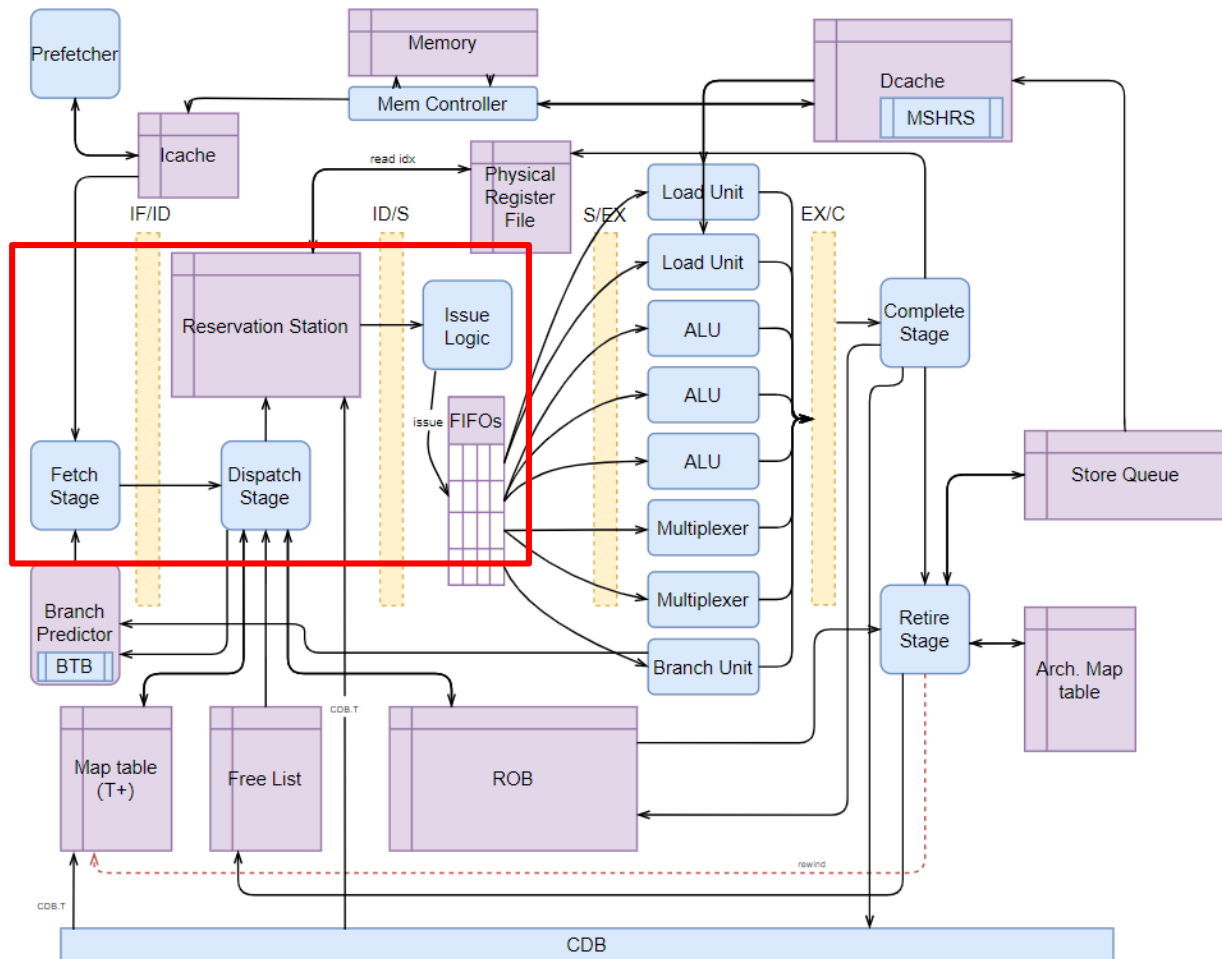 Prefetcher
Memory
Mem Controller
Dcache
MSHRS
Icache
read idx
Physical
Register
File
Load Unit
IF/ID
ID/S
S/EX
EX/C
Load Unit
Reservation Station
Issue
Logic
ALU
Complete
Stage
ALU
issue
FIFOs
ALU
Fetch
Stage
Dispatch
Stage
Store Queue
Multiplexer
Multiplexer
Branch
Predictor
BTB
Branch Unit
Retire
Stage
Arch. Map
table
CDB.T
Map table
(T+)
Free List
ROB
rewind
CDB.T
CDB